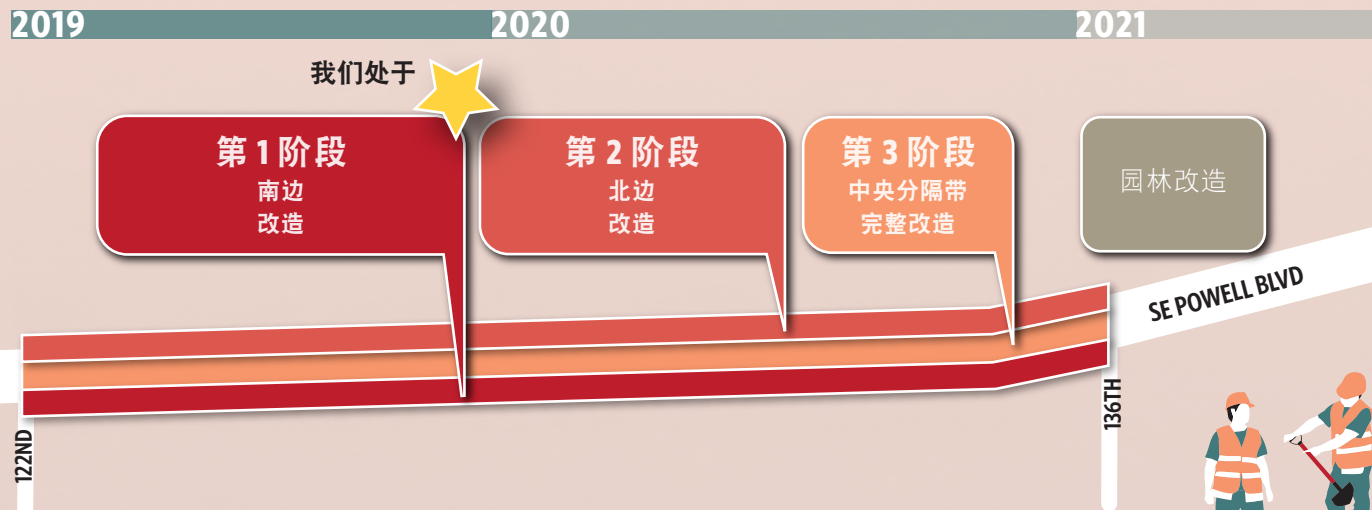 2019
2020
2021
我们处于
第 1 阶段
南边
改造
第 2 阶段
北边
改造
第 3 阶段
中央分隔带
完整改造
园林改造
SE POWELL BLVD
122ND
136TH